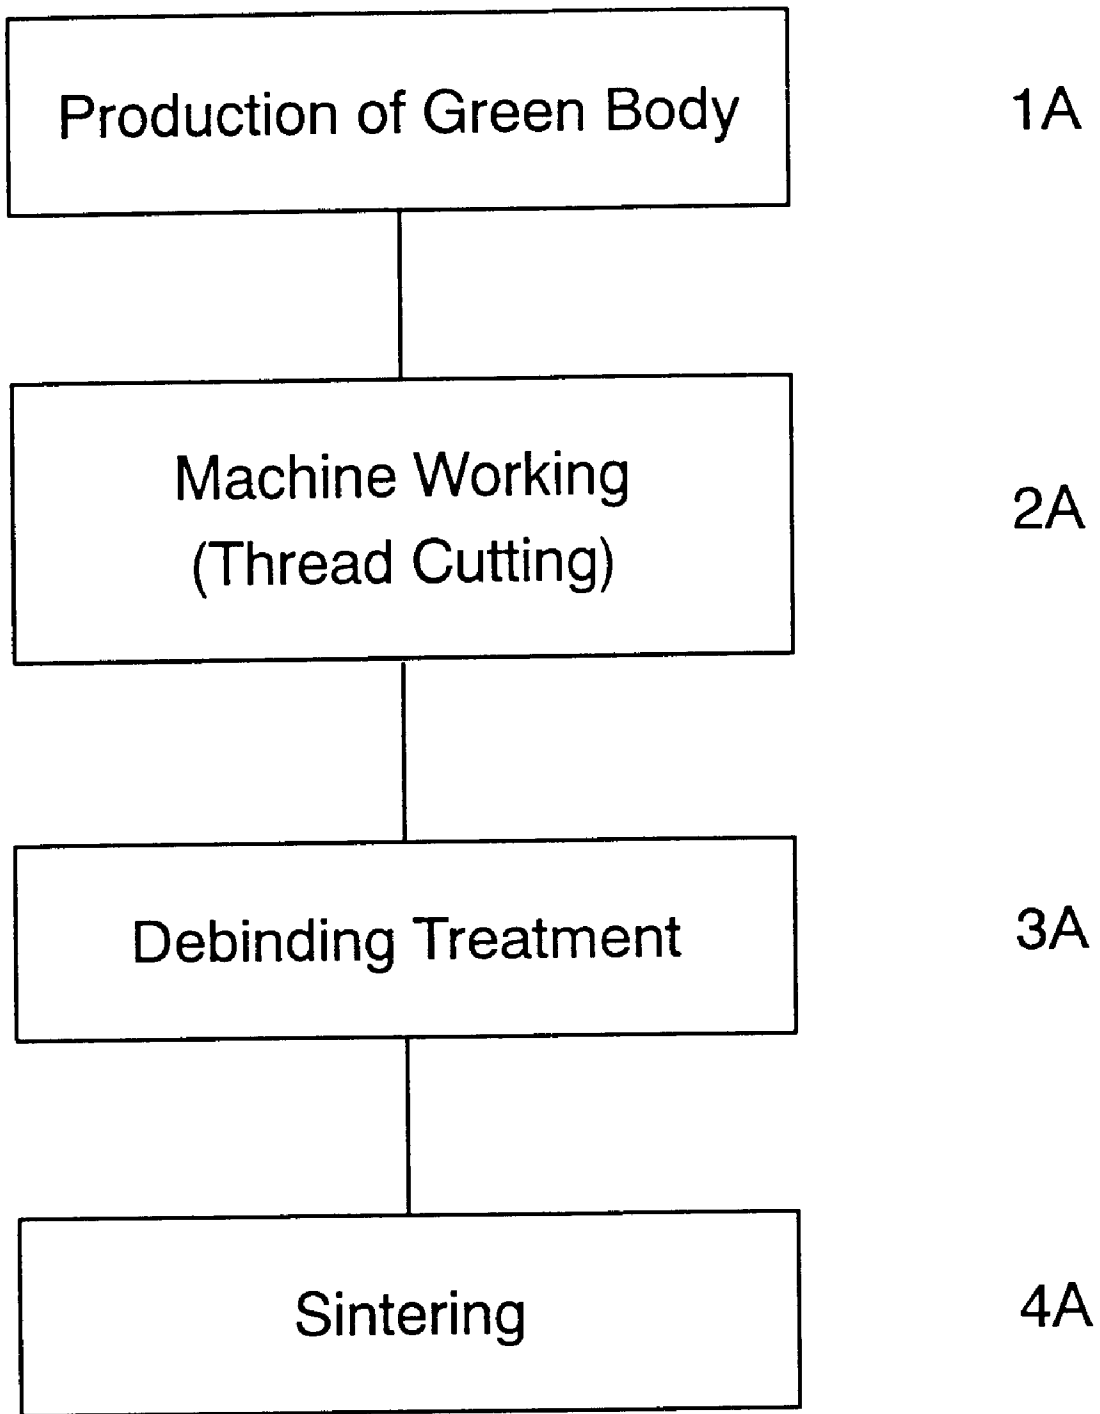 Production of Green Body
1A
Machine Working
(Thread Cutting)
2A
Debinding Treatment
3A
Sintering
4A